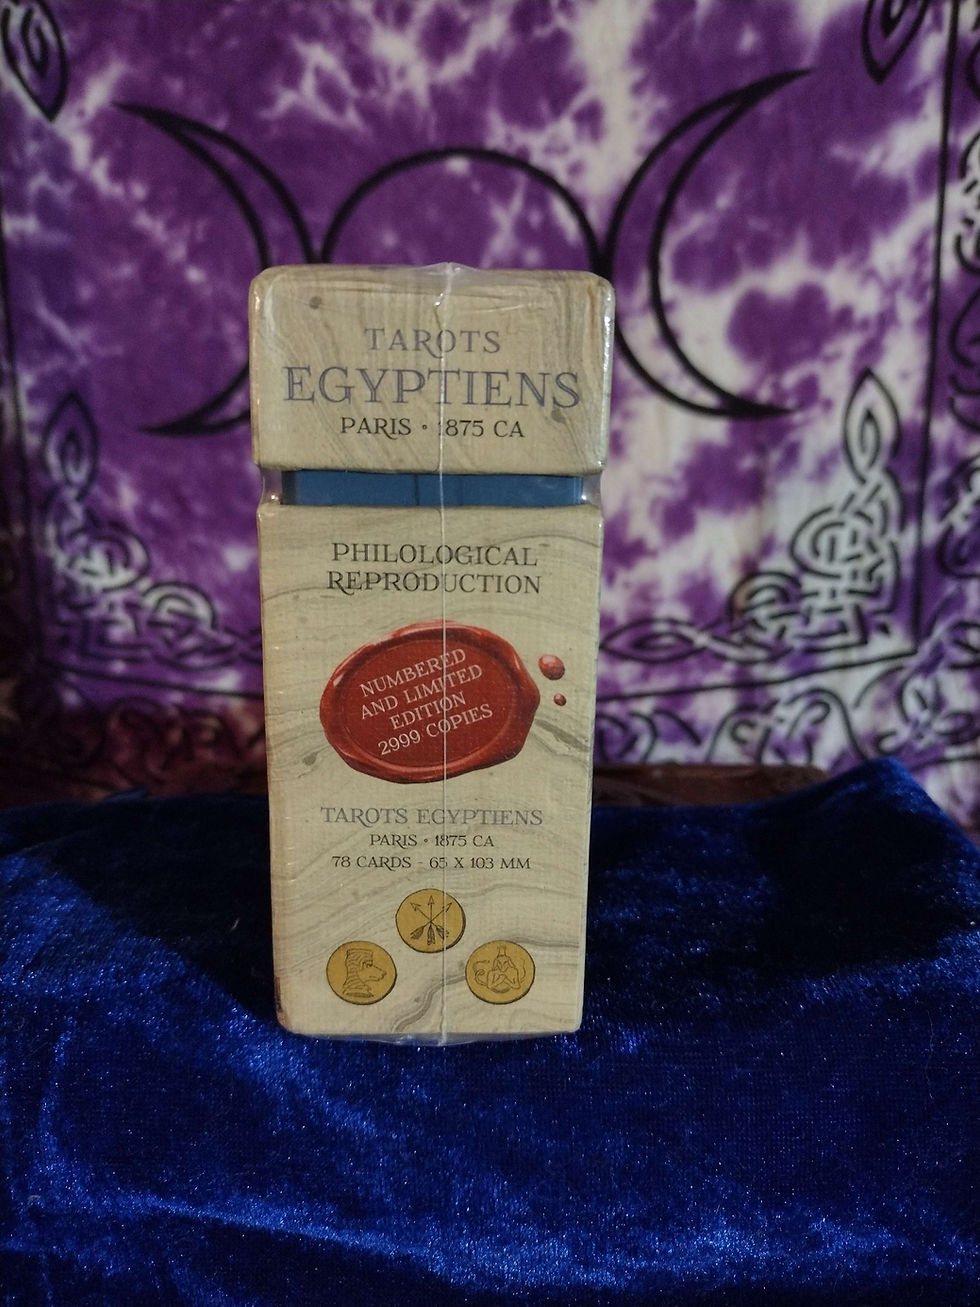 TAROTS
EGYPTIENS
PARIS • 1875 CA
PHILOLOGICAL
REPRODUCTION
NUMBERED
AND LIMITED
EDITION
2999 COPIES
TAROTS EGYPTIENS
PARIS • 1875 CA
78 CARDS - 65 X 103 MM